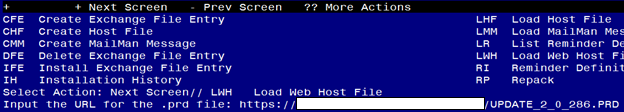 + + Next Screen - Prev Screen ?? More Actions
CFE Create Exchange File Entry LHF Load Host File
CHF Create Host File LMM Load MailMan Mes
CMM Create MailMan Message LR List Reminder De
DFE Delete Exchange File Entry LWH Load Web Host F
IFE Install Exchange File Entry RI Reminder Definit
IH Installation History RP Repack
Select Action: Next Screen// LWH Load Web Host File
Input the URL for the .prd file: https:// /UPDATE_2_0_286.PRD